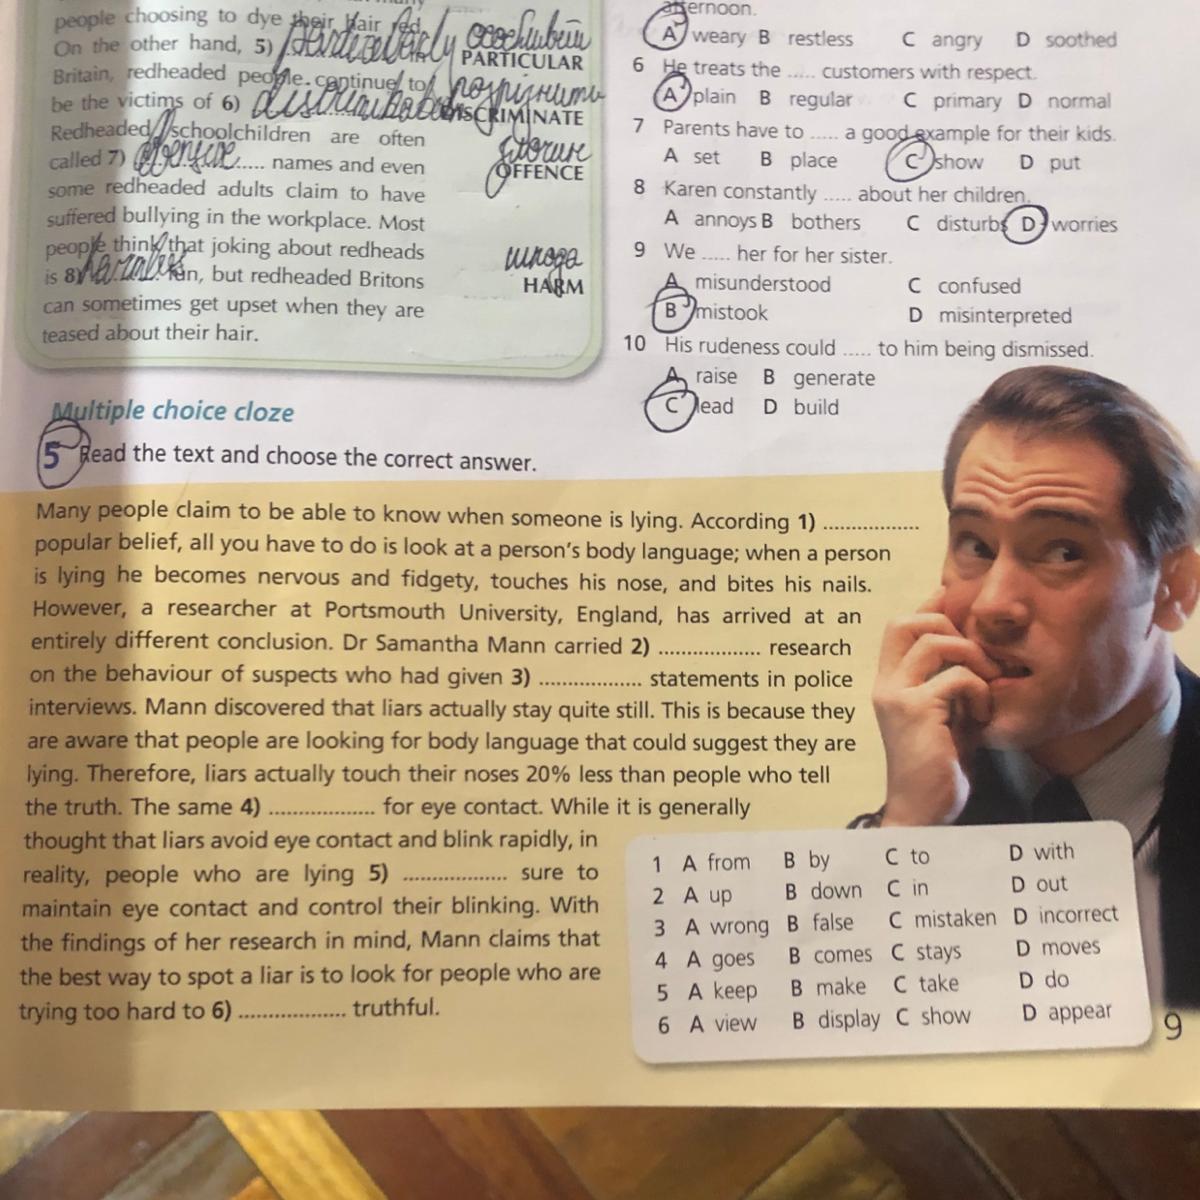 people choosing to dye their hair red.
On the other hand, 5) particularly in
PARTICULAR
Britain, redheaded people continue to
be the victims of 6)
DISCRIMINATE
Redheaded schoolchildren are often
called 7) ..... names and even
OFFENCE
some redheaded adults claim to have
suffered bullying in the workplace. Most
people think that joking about redheads
is 8) harmless fun, but redheaded Britons
HARM
can sometimes get upset when they are
teased about their hair.
afternoon.
A weary B restless C angry D soothed
6 He treats the ..... customers with respect.
A plain B regular C primary D normal
7 Parents have to ..... a good example for their kids.
A set B place C show D put
8 Karen constantly ..... about her children.
A annoys B bothers C disturbs D worries
9 We ..... her for her sister.
A misunderstood C confused
B mistook D misinterpreted
10 His rudeness could ..... to him being dismissed.
A raise B generate
C lead D build
Multiple choice cloze
5 Read the text and choose the correct answer.
Many people claim to be able to know when someone is lying. According 1) .................
popular belief, all you have to do is look at a person's body language; when a person
is lying he becomes nervous and fidgety, touches his nose, and bites his nails.
However, a researcher at Portsmouth University, England, has arrived at an
entirely different conclusion. Dr Samantha Mann carried 2) ................. research
on the behaviour of suspects who had given 3) ................. statements in police
interviews. Mann discovered that liars actually stay quite still. This is because they
are aware that people are looking for body language that could suggest they are
lying. Therefore, liars actually touch their noses 20% less than people who tell
the truth. The same 4) ................. for eye contact. While it is generally
thought that liars avoid eye contact and blink rapidly, in
reality, people who are lying 5) ................. sure to
maintain eye contact and control their blinking. With
the findings of her research in mind, Mann claims that
the best way to spot a liar is to look for people who are
trying too hard to 6) .................. truthful.
1 A from B by C to D with
2 A up B down C in D out
3 A wrong B false C mistaken D incorrect
4 A goes B comes C stays D moves
5 A keep B make C take D do
6 A view B display C show D appear
9